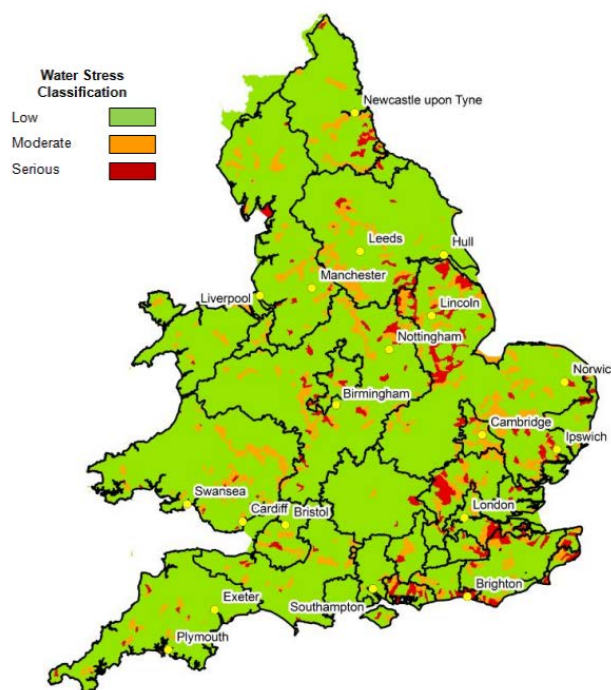 Water Stress
Classification
Low
Moderate
Serious
Newcastle upon Tyne
Leeds
Hull
Manchester
Liverpool
Lincoln
Nottingham
Norwic
Birmingham
Cambridge
Ipswich
Swansea
Cardiff
Bristol
London
Brighton
Southampton
Exeter
Plymouth